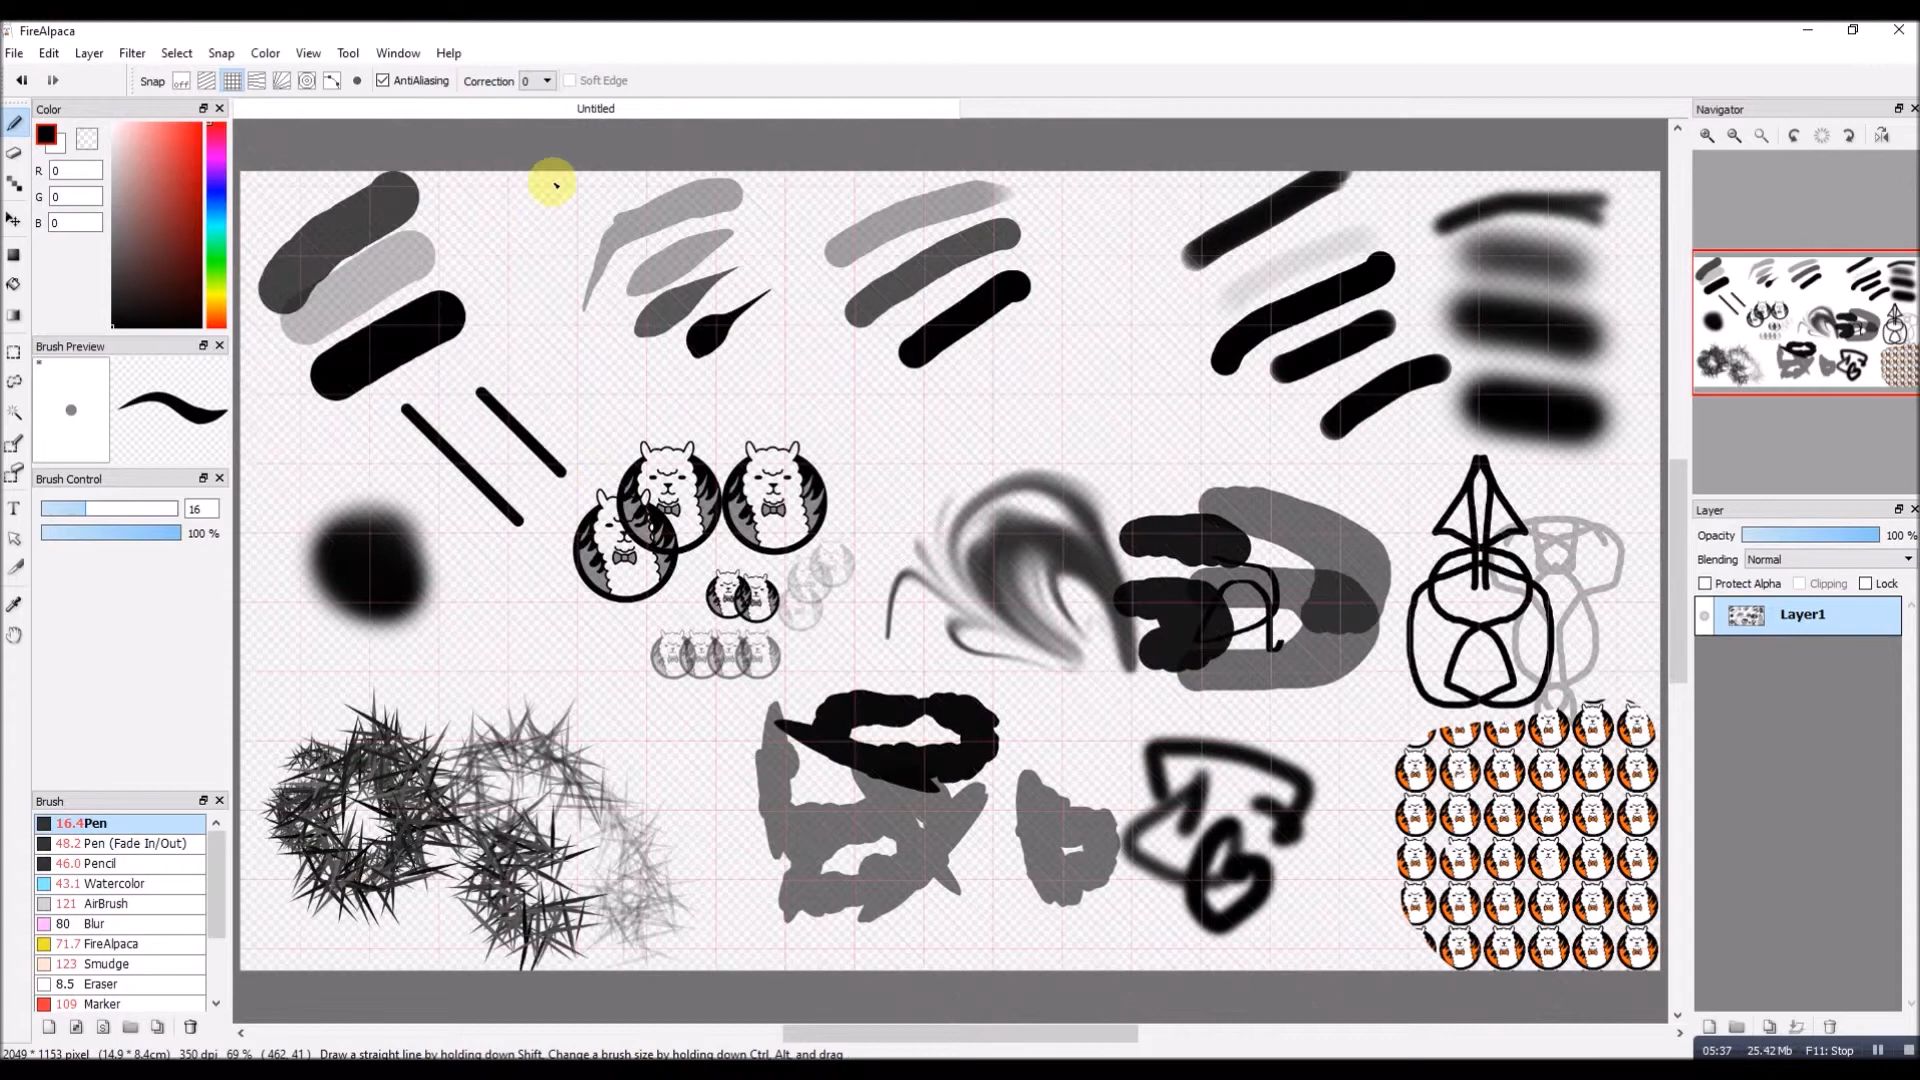 FireAlpaca
File Edit Layer Filter Select Snap Color View Tool Window Help
Snap off AntiAliasing Correction 0 Soft Edge
Color
Untitled
Navigator
R 0
G 0
B 0
Brush Preview
Brush Control
16
100 %
Layer
Opacity 100 %
Blending Normal
Protect Alpha Clipping Lock
Layer1
Brush
16.4 Pen
48.2 Pen (Fade In/Out)
46.0 Pencil
43.1 Watercolor
121 AirBrush
80 Blur
71.7 FireAlpaca
123 Smudge
8.5 Eraser
109 Marker
2049 * 1153 pixel (14.9 * 8.4cm) 350 dpi 69 % ( 462, 41 ) Draw a straight line by holding down Shift, Change a brush size by holding down Ctrl, Alt, and drag
05:37 25.42Mb F11: Stop